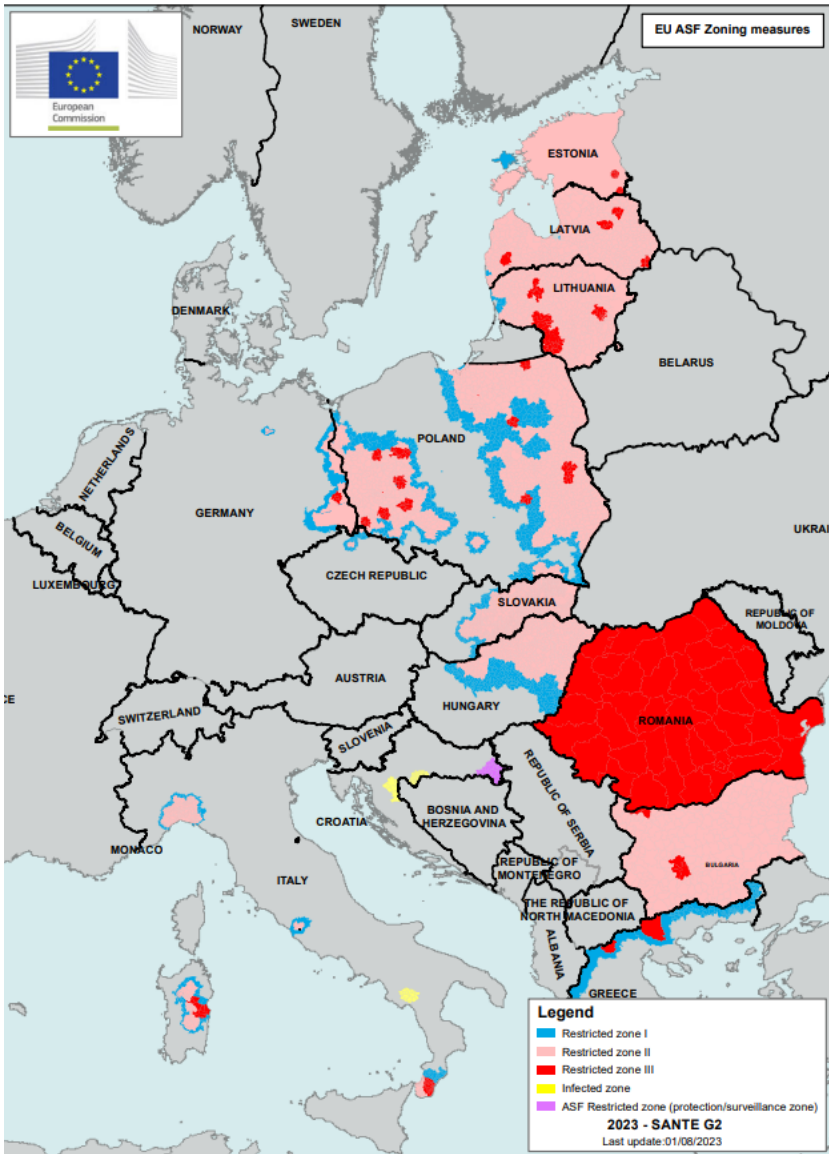 NORWAY
SWEDEN
EU ASF Zoning measures
European
Commission
ESTONIA
LATVIA
LITHUANIA
DENMARK
BELARUS
NETHERLANDS
POLAND
GERMANY
BELGIUM
UKRAI
LUXEMBOURG
CZECH REPUBLIC
SLOVAKIA
REPUBLIC OF
MOLDOVA
AUSTRIA
CE
HUNGARY
SWITZERLAND
ROMANIA
SLOVENIA
REPUBLIC OF SERBIA
BOSNIA AND
HERZEGOVINA
CROATIA
MONACO
BULGARIA
REPUBLIC OF
MONTENEGRO
ITALY
THE REPUBLIC OF
NORTH MACEDONIA
ALBANIA
GREECE
Legend
Restricted zone I
Restricted zone II
Restricted zone III
Infected zone
ASF Restricted zone (protection/surveillance zone)
2023 - SANTE G2
Last update:01/08/2023